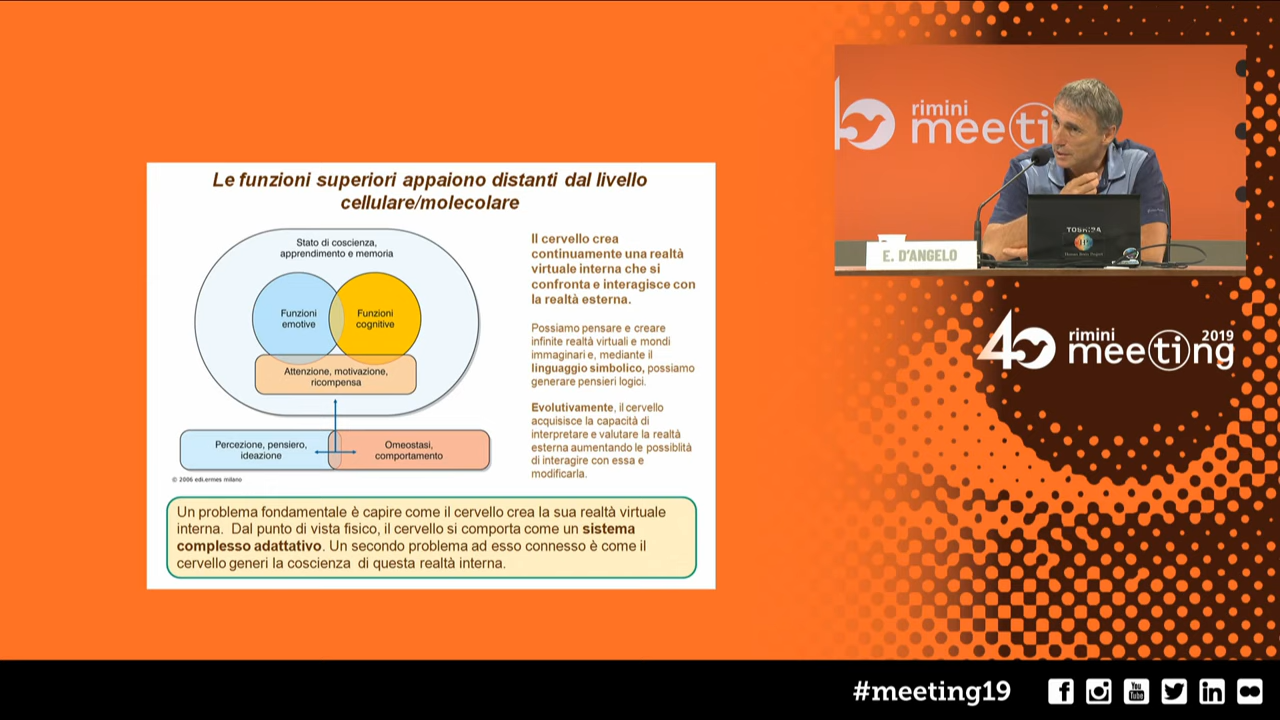 Le funzioni superiori appaiono distanti dal livello
cellulare/molecolare
Stato di coscienza,
apprendimento e memoria
Funzioni
emotive
Funzioni
cognitive
Attenzione, motivazione,
ricompensa
Percezione, pensiero,
ideazione
Omeostasi,
comportamento
© 2006 edi.ermes milano
Il cervello crea
continuamente una realtà
virtuale interna che si
confronta e interagisce con
la realtà esterna.
Possiamo pensare e creare
infinite realtà virtuali e mondi
immaginari e, mediante il
linguaggio simbolico, possiamo
generare pensieri logici.
Evolutivamente, il cervello
acquisisce la capacità di
interpretare e valutare la realtà
esterna aumentando le possiblità
di interagire con essa e
modificarla.
Un problema fondamentale è capire come il cervello crea la sua realtà virtuale
interna. Dal punto di vista fisico, il cervello si comporta come un sistema
complesso adattativo. Un secondo problema ad esso connesso è come il
cervello generi la coscienza di questa realtà interna.
rimini
meeti
TOSHIBA
E. D'ANGELO
40
rimini
2019
meeting
#meeting19
You
Tube